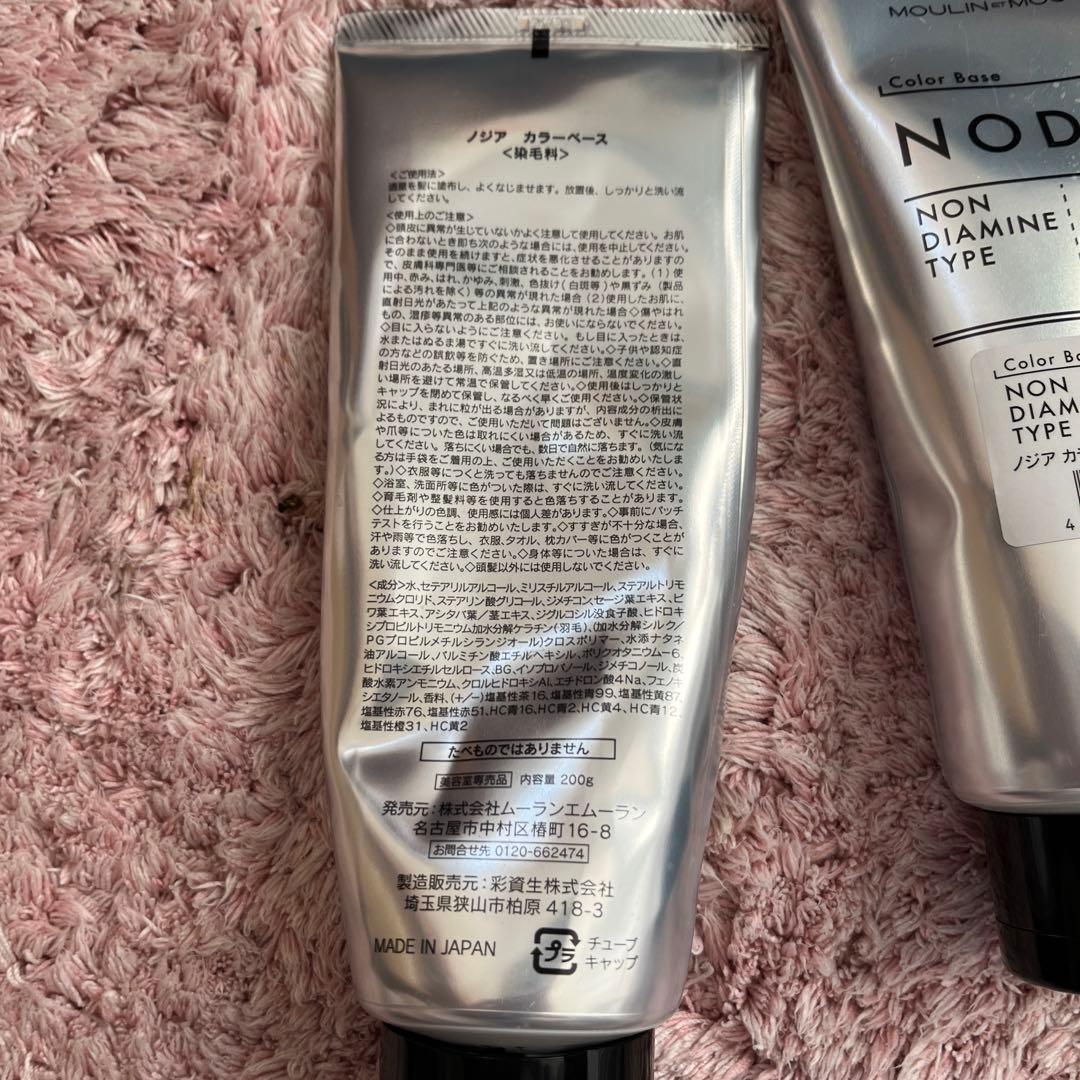 ノジア カラーベース
<染毛料>
<ご使用法>
適量を髪に塗布し、よくなじませます。放置後、しっかりと洗い流
してください。
<使用上のご注意>
◇頭皮に異常が生じていないかよく注意して使用してください。お肌
に合わないとき即ち次のような場合には、使用を中止してください。
そのまま使用を続けますと、症状を悪化させることがありますの
で、皮膚科専門医等にご相談されることをお勧めします。(1)使
用中、赤み、はれ、かゆみ、刺激、色抜け(白斑等)や黒ずみ(製品
による汚れを除く)等の異常が現れた場合(2)使用したお肌に、
直射日光があたって上記のような異常が現れた場合◇傷やはれ
もの、湿疹等異常のある部位には、お使いにならないでください。
◇目に入らないようにご注意ください。もし目に入ったときは、
水またはぬるま湯ですぐに洗い流してください。◇子供や認知症
の方などの誤飲等を防ぐため、置き場所にご注意ください。◇直
射日光のあたる場所、高温多湿又は低温の場所、温度変化の激し
い場所を避けて常温で保管してください。◇使用後はしっかりと
キャップを閉めて保管し、なるべく早くご使用ください。◇保管状
況により、まれに粒が出る場合がありますが、内容成分の析出に
よるものですので、ご使用いただいて問題はございません。◇皮膚
や爪等についた色は取れにくい場合があるため、すぐに洗い流
してください。落ちにくい場合でも、数日で自然に落ちます。(気にな
る方は手袋をご着用の上、ご使用いただくことをお勧めいたしま
す。)◇衣服等につくと洗っても落ちませんのでご注意ください。
◇浴室、洗面所等に色がついた際は、すぐに洗い流してください。
◇育毛剤や整髪料等を使用すると色落ちすることがあります。
◇仕上がりの色調、使用感には個人差があります。◇事前にパッチ
テストを行うことをお勧めいたします。◇すすぎが不十分な場合、
汗や雨等で色落ちし、衣服、タオル、枕カバー等に色がつくことが
ありますのでご注意ください。◇身体等についた場合は、すぐに
洗い流してください。◇頭髪以外には使用しないでください。
<成分>水、セテアリルアルコール、ミリスチルアルコール、ステアルトリモ
ニウムクロリド、ステアリン酸グリコール、ジメチコン、セージ葉エキス、ビ
ワ葉エキス、アシタバ葉/茎エキス、ジグルコシル没食子酸、ヒドロキ
シプロピルトリモニウム加水分解ケラチン(羽毛)、(加水分解シルク/
PGプロピルメチルシランジオール)クロスポリマー、水添ナタネ
油アルコール、パルミチン酸エチルヘキシル、ポリクオタニウム-6、
ヒドロキシエチルセルロース、BG、イソプロパノール、ジメチコノール、炭
酸水素アンモニウム、クロルヒドロキシAl、エチドロン酸4Na、フェノキ
シエタノール、香料、(+/-)塩基性茶16、塩基性青99、塩基性黄87、
塩基性赤76、塩基性赤51、HC青16、HC青2、HC黄4、HC青12、
塩基性橙31、HC黄2
たべものではありません
美容室専売品 内容量 200g
発売元:株式会社ムーランエムーラン
名古屋市中村区椿町16-8
お問合せ先 0120-662474
製造販売元:彩資生株式会社
埼玉県狭山市柏原 418-3
MADE IN JAPAN
プラ
チューブ
キャップ
MOULIN ET MOU
Color Base
NOD
NON
DIAMINE
TYPE
Color Ba
NON
DIAM
TYPE
ノジア カラ
4